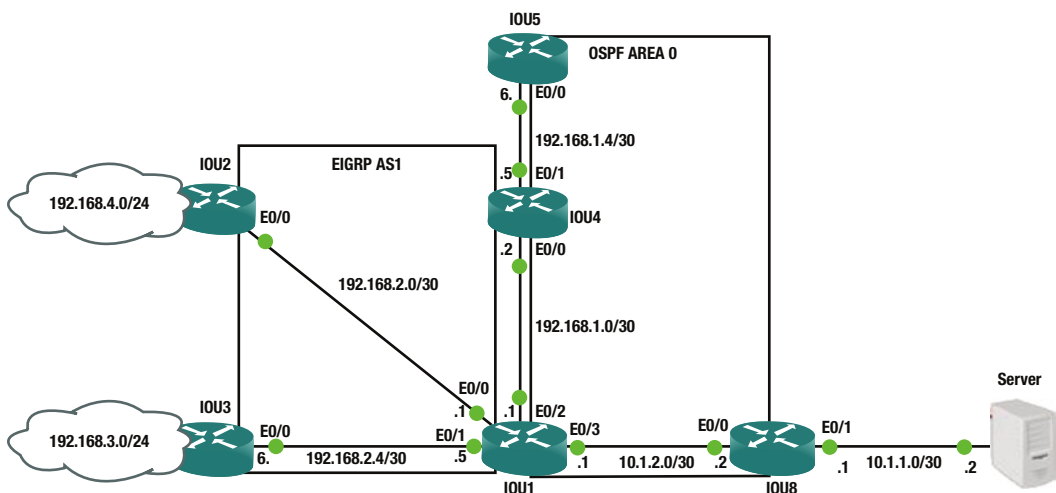 IOU5
OSPF AREA 0
6.
E0/0
192.168.1.4/30
IOU2
EIGRP AS1
.5
E0/1
192.168.4.0/24
IOU4
E0/0
.2
E0/0
192.168.2.0/30
192.168.1.0/30
Server
E0/0
.1
.1
E0/2
IOU3
192.168.3.0/24
E0/0
E0/1
E0/3
E0/0
E0/1
6.
192.168.2.4/30
.5
.1
10.1.2.0/30
.2
.1
10.1.1.0/30
.2
IOU1
IOU8